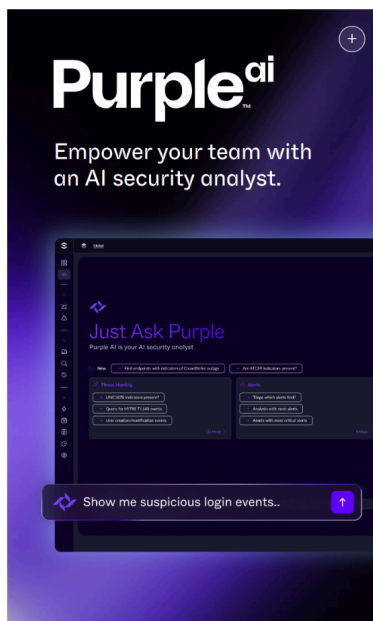 Purple ai
™
Empower your team with
an AI security analyst.
Global
Just Ask Purple
Purple AI is your AI security analyst
New
Find endpoints with indicators of CrowdStrike outage
Are APT29 indicators present?
Threat Hunting
Alerts
UNC1878 indicators present?
Query for MITRE T1548 events
User creation/modification events
Triage which alerts first?
Analysts with most alerts
Assets with most critical alerts
Show me suspicious login events..